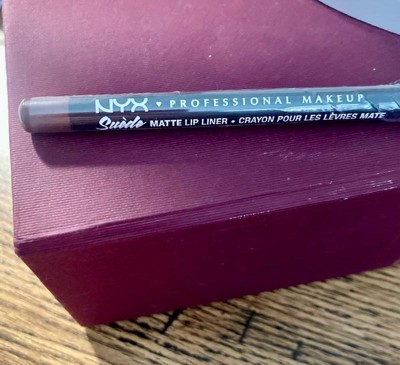 NYX ♥ PROFESSIONAL MAKEUP
Suède MATTE LIP LINER • CRAYON POUR LES LÈVRES MATE